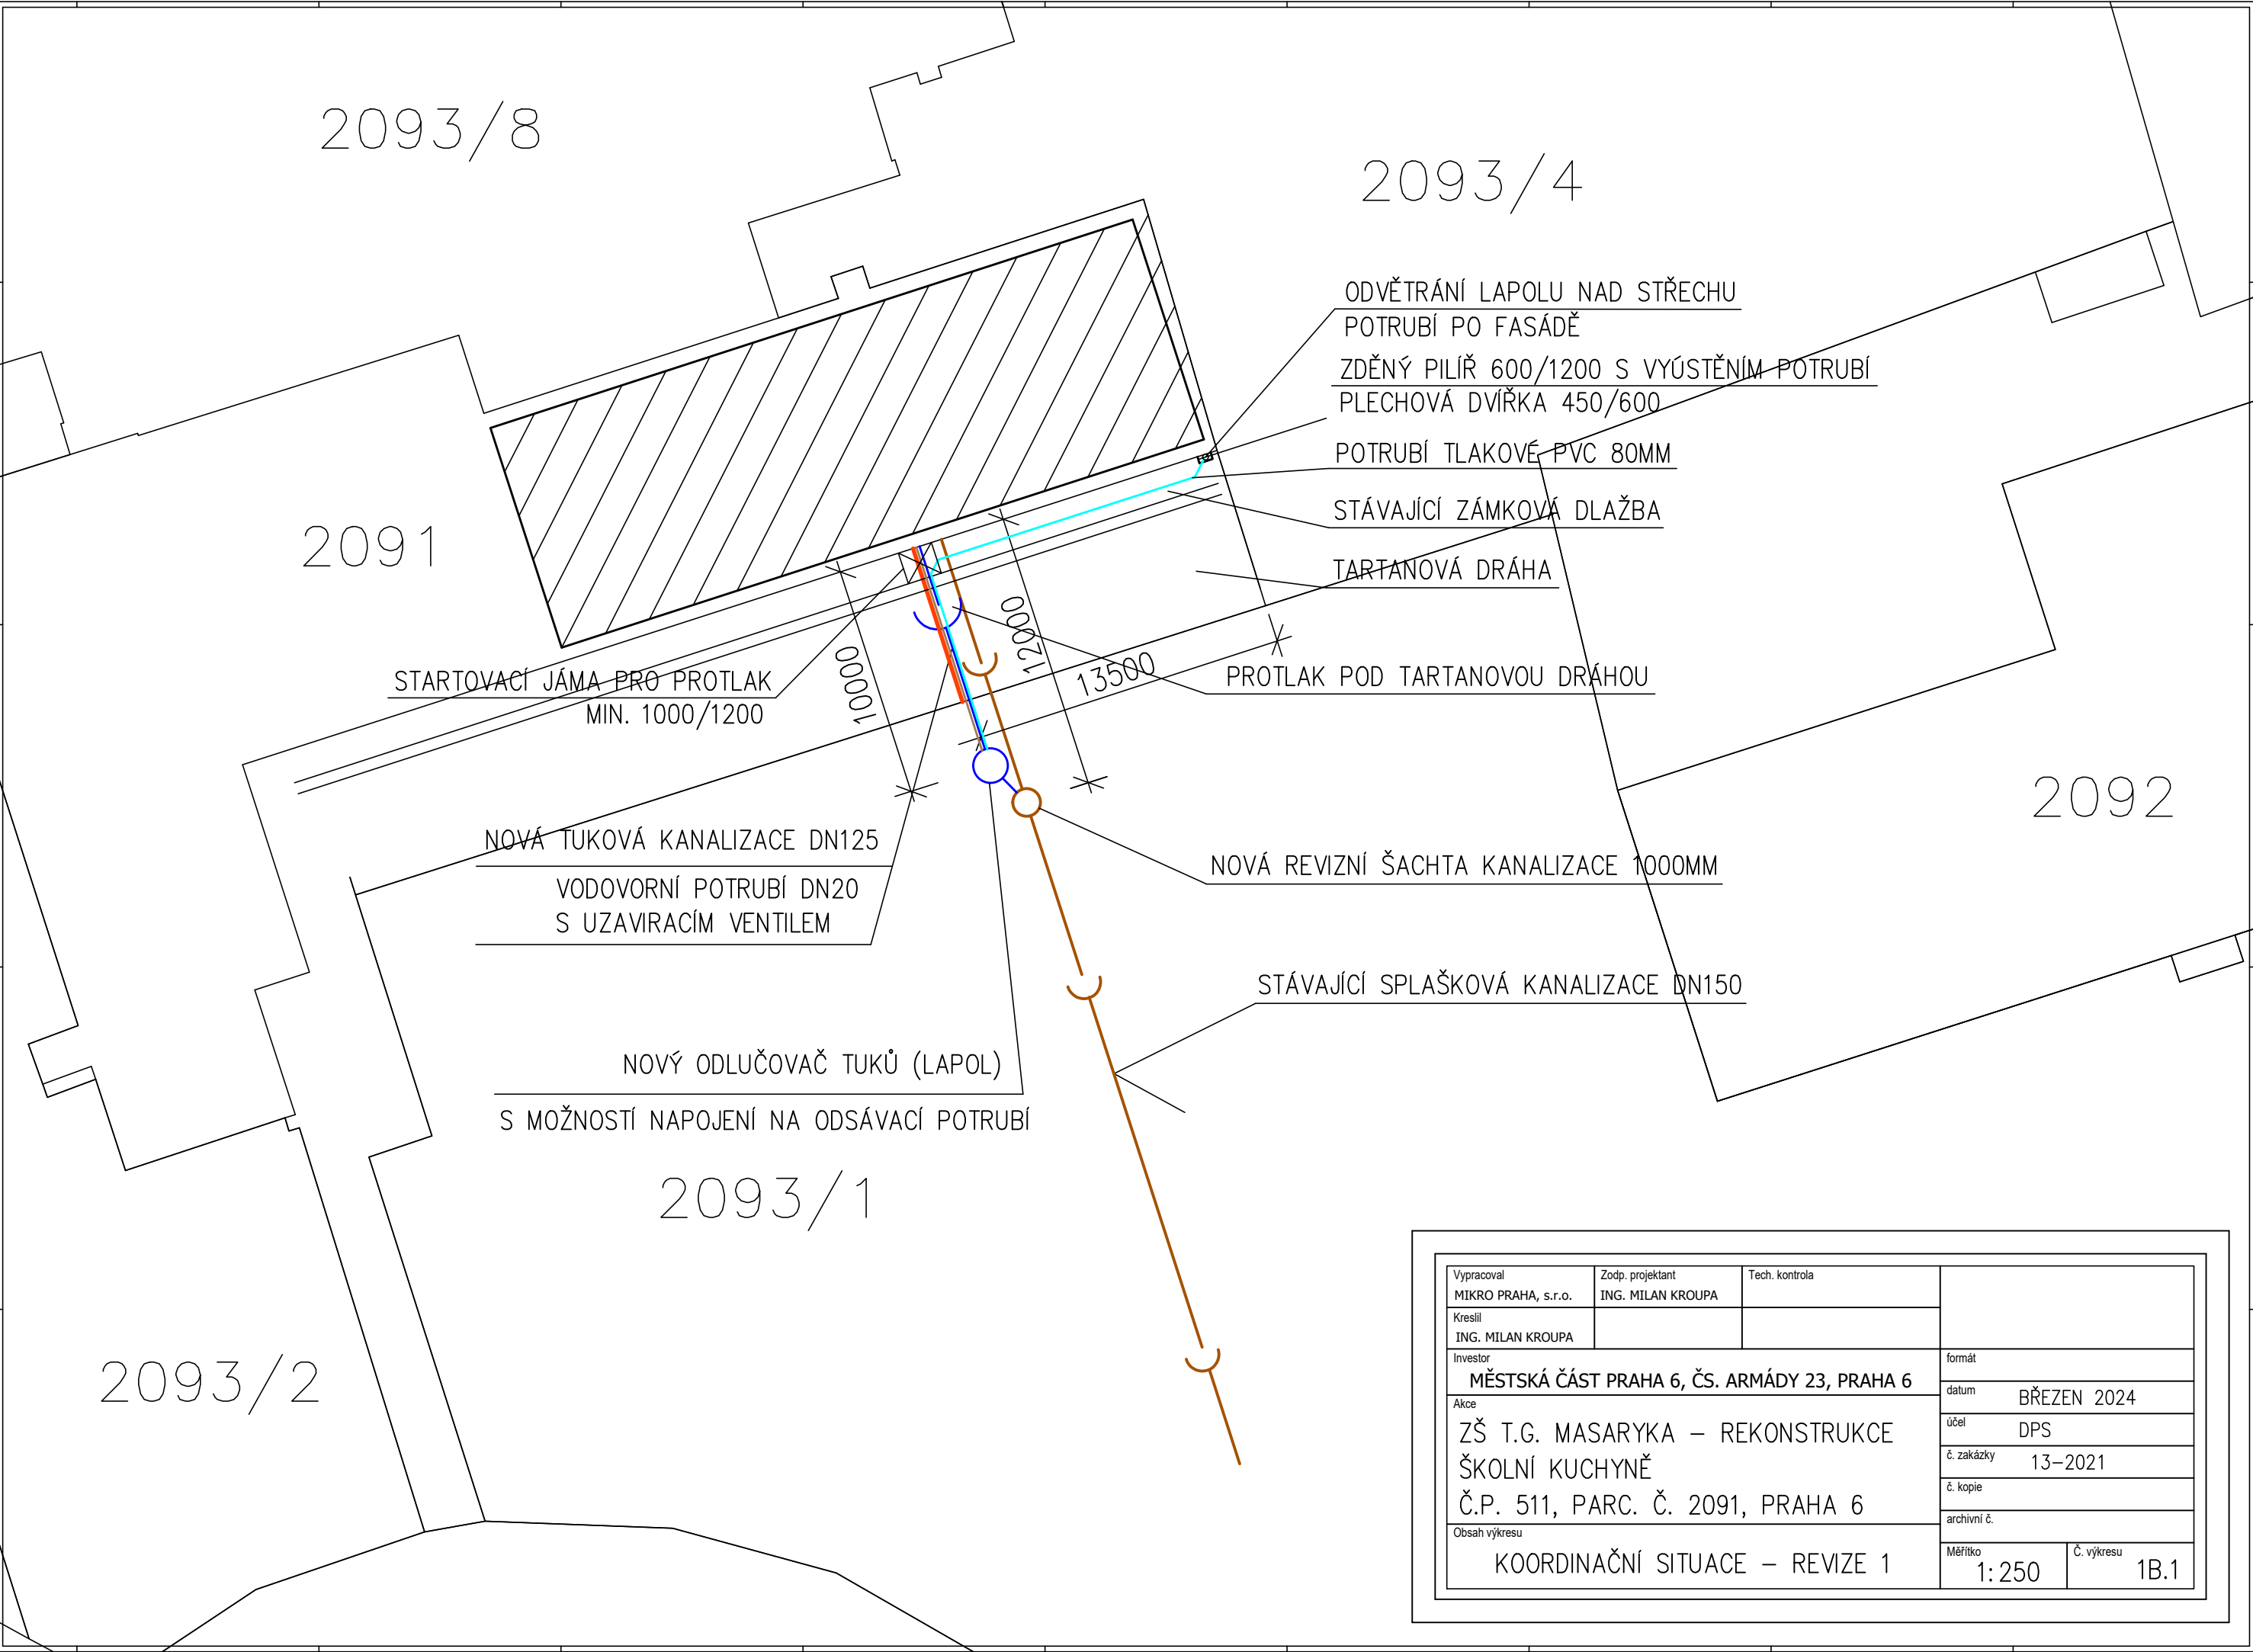 2093/8
2093/4
ODVĚTRÁNÍ LAPOLU NAD STŘECHU
POTRUBÍ PO FASÁDĚ
ZDĚNÝ PILÍŘ 600/1200 S VYÚSTĚNÍM POTRUBÍ
PLECHOVÁ DVÍŘKA 450/600
POTRUBÍ TLAKOVÉ PVC 80MM
STÁVAJÍCÍ ZÁMKOVÁ DLAŽBA
2091
TARTANOVÁ DRÁHA
12000
10000
13500
STARTOVACÍ JÁMA PRO PROTLAK
MIN. 1000/1200
PROTLAK POD TARTANOVOU DRÁHOU
2092
NOVÁ TUKOVÁ KANALIZACE DN125
VODOVORNÍ POTRUBÍ DN20
S UZAVIRACÍM VENTILEM
NOVÁ REVIZNÍ ŠACHTA KANALIZACE 1000MM
STÁVAJÍCÍ SPLAŠKOVÁ KANALIZACE DN150
NOVÝ ODLUČOVAČ TUKŮ (LAPOL)
S MOŽNOSTÍ NAPOJENÍ NA ODSÁVACÍ POTRUBÍ
2093/1
2093/2
Vypracoval
MIKRO PRAHA, s.r.o.
Zodp. projektant
ING. MILAN KROUPA
Tech. kontrola
Kreslil
ING. MILAN KROUPA
Investor
MĚSTSKÁ ČÁST PRAHA 6, ČS. ARMÁDY 23, PRAHA 6
Akce
ZŠ T.G. MASARYKA – REKONSTRUKCE
ŠKOLNÍ KUCHYNĚ
Č.P. 511, PARC. Č. 2091, PRAHA 6
Obsah výkresu
KOORDINAČNÍ SITUACE – REVIZE 1
formát
datum BŘEZEN 2024
účel DPS
č. zakázky 13–2021
č. kopie
archivní č.
Měřítko
1:250
Č. výkresu
1B.1